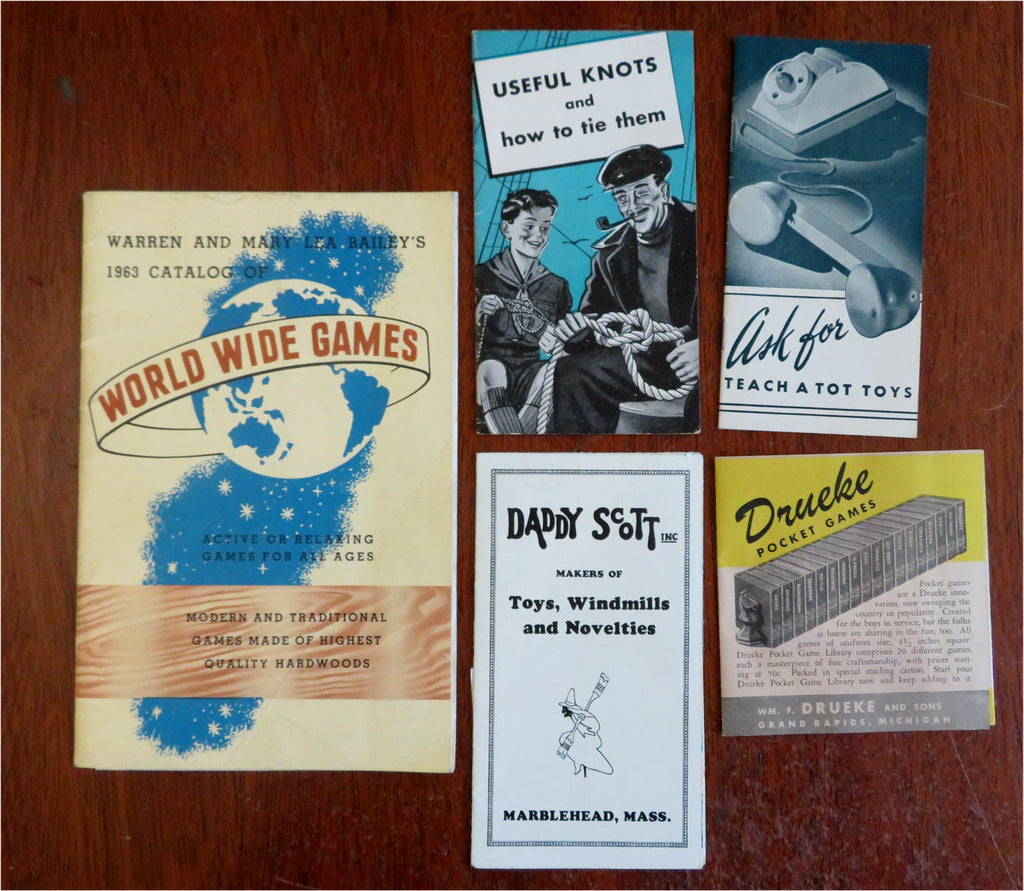 WARREN AND MARY LEA BAILEY'S
1963 CATALOG OF
WORLD WIDE GAMES
ACTIVE OR RELAXING
GAMES FOR ALL AGES
MODERN AND TRADITIONAL
GAMES MADE OF HIGHEST
QUALITY HARDWOODS
USEFUL KNOTS
and
how to tie them
Ask for
TEACH A TOT TOYS
DADDY SCOTT INC
MAKERS OF
Toys, Windmills
and Novelties
MARBLEHEAD, MASS.
Drueke
POCKET GAMES
Pocket games
are a Drueke inno-
vation, now sweeping the
country in popularity. Created
for the boys in service, but the folks
at home are sharing in the fun, too. All
games of uniform size, 4½ inches square.
Drueke Pocket Game Library comprises 20 different games,
each a masterpiece of fine craftsmanship, with prices start-
ing at 50c. Packed in special mailing carton. Start your
Drueke Pocket Game Library now and keep adding to it.
WM. F. DRUEKE AND SONS
GRAND RAPIDS, MICHIGAN